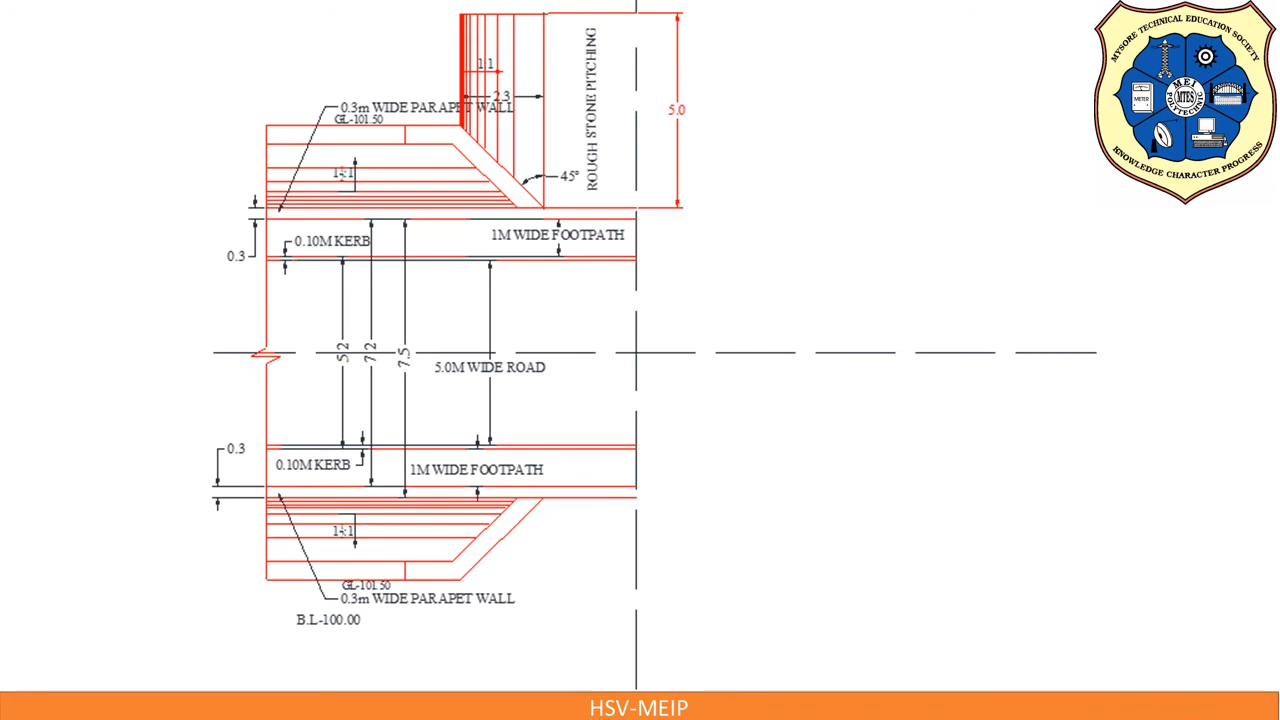 MYSORE TECHNICAL EDUCATION SOCIETY
MEI
POLYTECHNIC
MTES
METER
KNOWLEDGE CHARACTER PROGRESS
1:1
2.3
0.3m WIDE PARAPET WALL
GL-101.50
ROUGH STONE PITCHING
5.0
1½:1
45°
0.10M KERB
1M WIDE FOOTPATH
0.3
5.2
7.2
7.5
5.0M WIDE ROAD
0.3
0.10M KERB
1M WIDE FOOTPATH
1½:1
GL-101.50
0.3m WIDE PARAPET WALL
B.L-100.00
HSV-MEIP